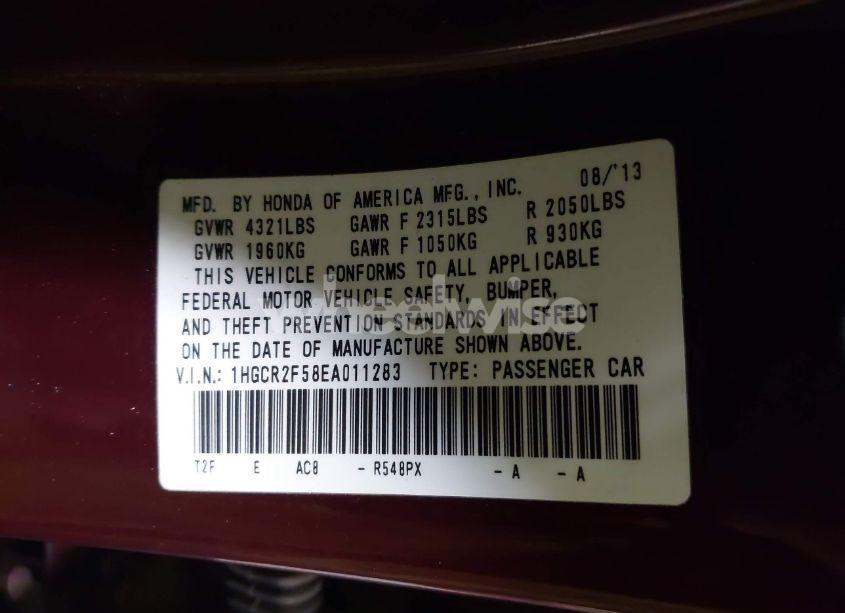 MFD. BY HONDA OF AMERICA MFG., INC. 08/'13
GVWR 4321LBS GAWR F 2315LBS R 2050LBS
GVWR 1960KG GAWR F 1050KG R 930KG
THIS VEHICLE CONFORMS TO ALL APPLICABLE
FEDERAL MOTOR VEHICLE SAFETY, BUMPER,
AND THEFT PREVENTION STANDARDS IN EFFECT
ON THE DATE OF MANUFACTURE SHOWN ABOVE.
V.I.N.: 1HGCR2F58EA011283 TYPE: PASSENGER CAR
T2F E AC8 - R548PX - A - A
wheelwise